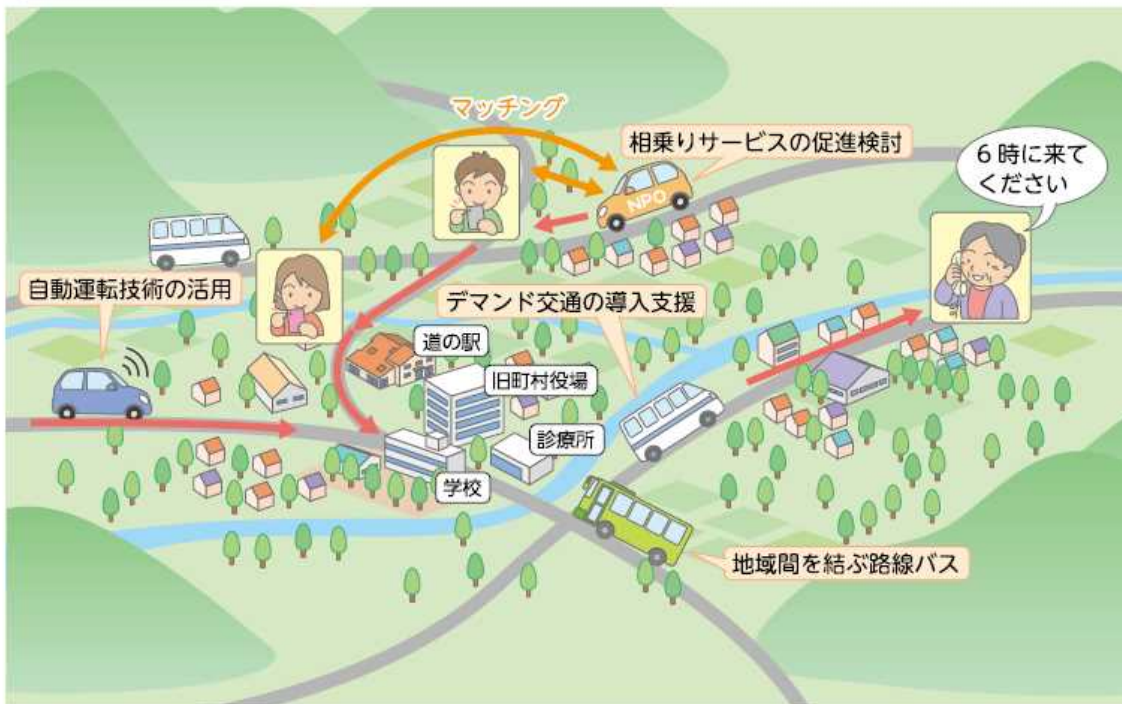 マッチング
相乗りサービスの促進検討
6時に来て
ください
NPO
自動運転技術の活用
デマンド交通の導入支援
道の駅
旧町村役場
診療所
学校
地域間を結ぶ路線バス